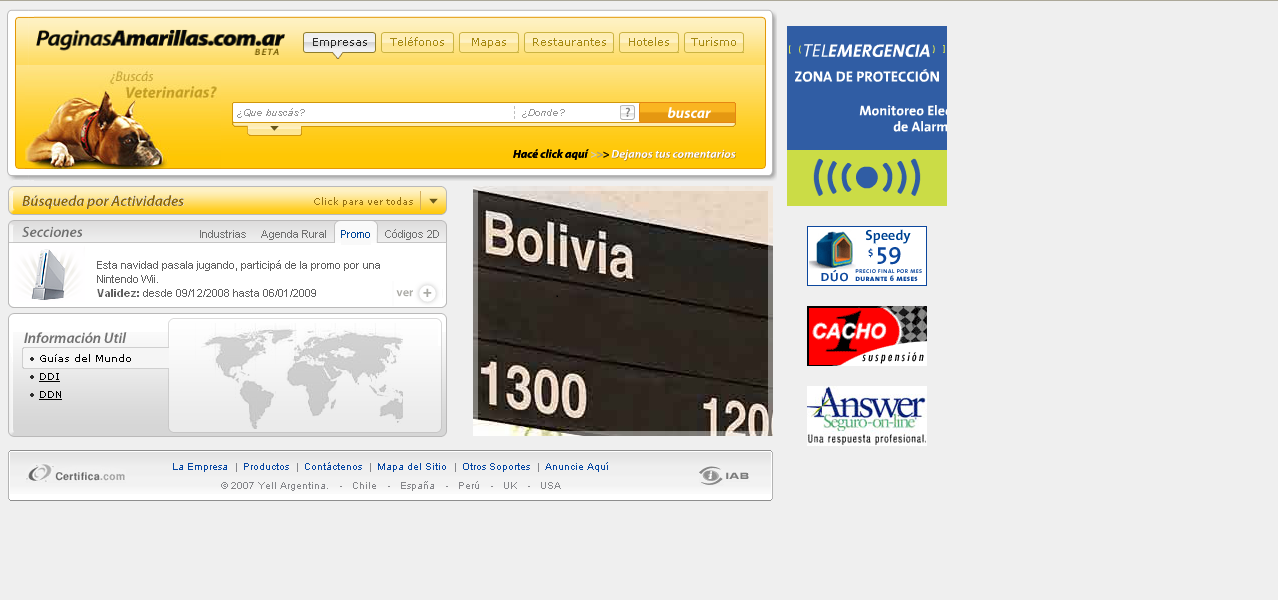 PaginasAmarillas.com.ar
BETA
Empresas
Teléfonos
Mapas
Restaurantes
Hoteles
Turismo
¿Buscás
Veterinarias?
¿Que buscás?
¿Donde?
?
buscar
Hacé click aquí >>> Dejanos tus comentarios
Búsqueda por Actividades
Click para ver todas
Secciones
Industrias
Agenda Rural
Promo
Códigos 2D
Esta navidad pasala jugando, participá de la promo por una
Nintendo Wii
Validez: desde 09/12/2008 hasta 06/01/2009
ver +
Información Util
• Guías del Mundo
• DDI
• DDN
Bolivia
1300
120
Certifica.com
La Empresa | Productos | Contáctenos | Mapa del Sitio | Otros Soportes | Anuncie Aquí
© 2007 Yell Argentina. - Chile - España - Perú - UK - USA
IAB
[ (TELEMERGENCIA) ]
ZONA DE PROTECCIÓN
Monitoreo Ele
de Alarm
Speedy
$59
DÚO
PRECIO FINAL POR MES
DURANTE 6 MESES
CACHO 1
suspensión
Answer
Seguro-on-line
Una respuesta profesional.